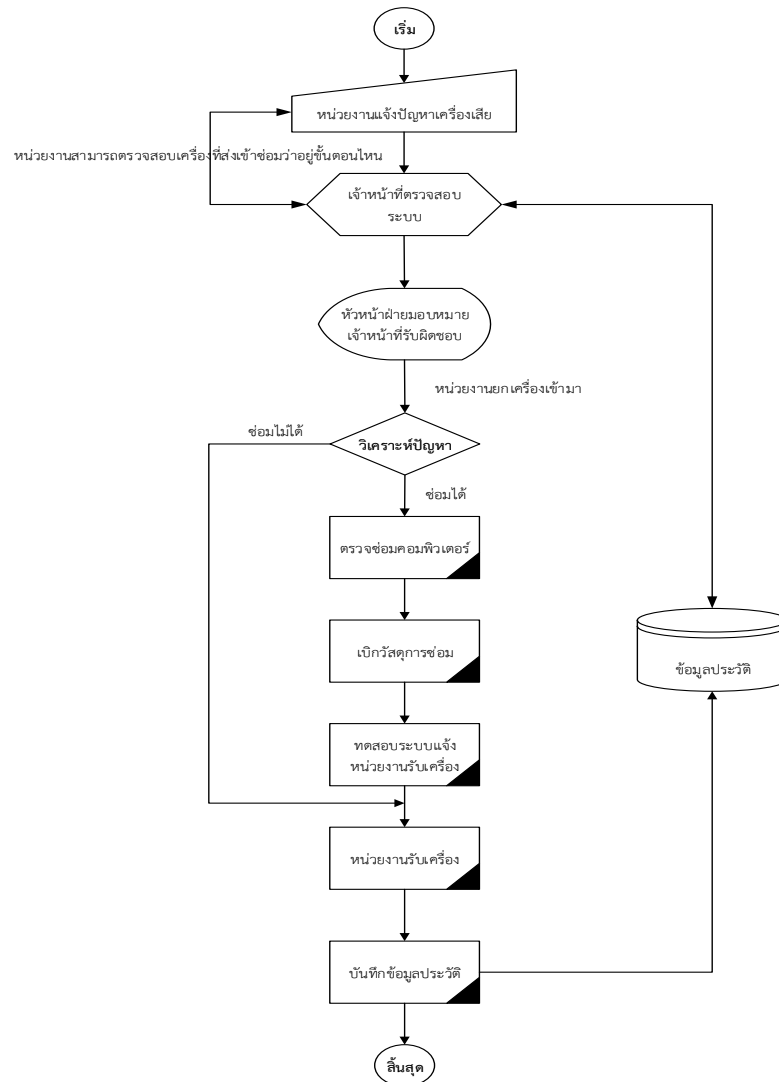 เริ่ม
หน่วยงานแจ้งปัญหาเครื่องเสีย
หน่วยงานสามารถตรวจสอบเครื่องที่ส่งเข้าซ่อมว่าอยู่ขั้นตอนไหน
เจ้าหน้าที่ตรวจสอบ
ระบบ
หัวหน้าฝ่ายมอบหมาย
เจ้าหน้าที่รับผิดชอบ
หน่วยงานยกเครื่องเข้ามา
ซ่อมไม่ได้
วิเคราะห์ปัญหา
ซ่อมได้
ตรวจซ่อมคอมพิวเตอร์
เบิกวัสดุการซ่อม
ข้อมูลประวัติ
ทดสอบระบบแจ้ง
หน่วยงานรับเครื่อง
หน่วยงานรับเครื่อง
บันทึกข้อมูลประวัติ
สิ้นสุด